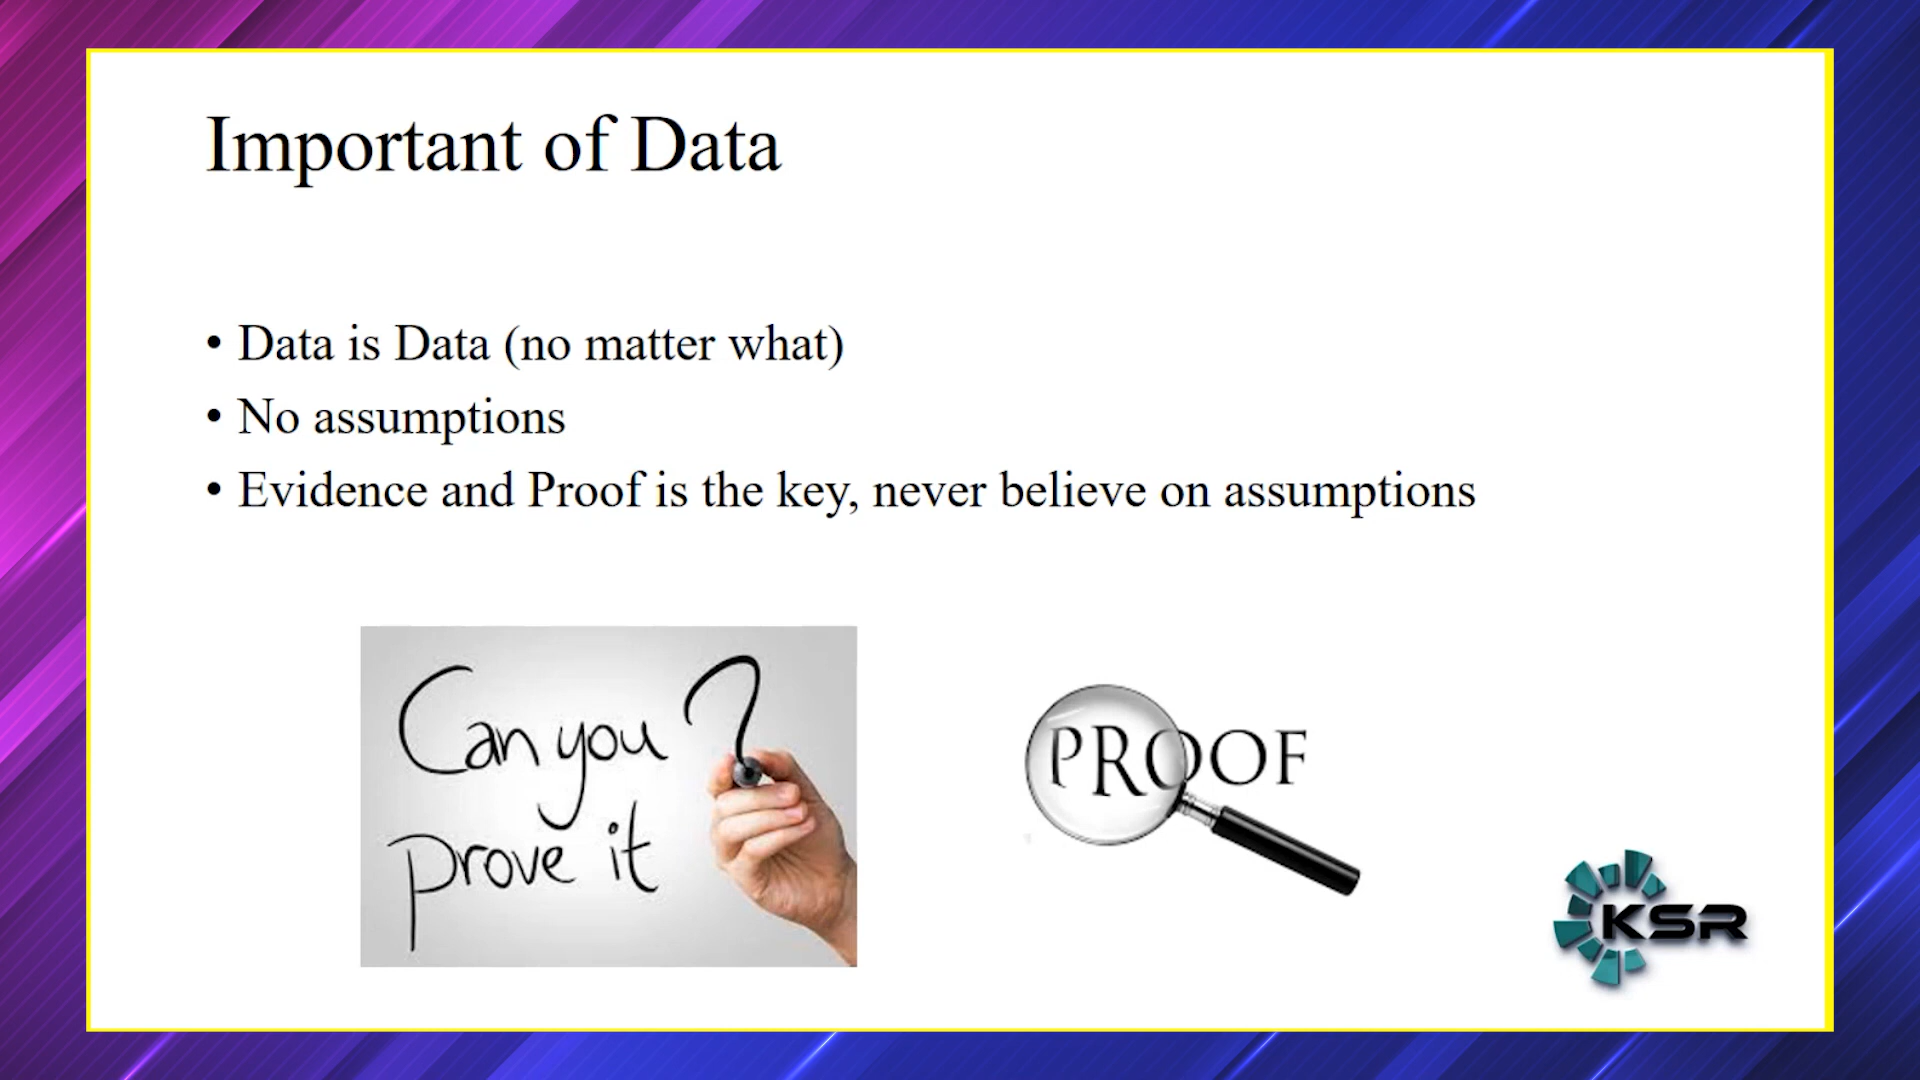 Important of Data
• Data is Data (no matter what)
• No assumptions
• Evidence and Proof is the key, never believe on assumptions
Can you ?
prove it
PROOF
KSR